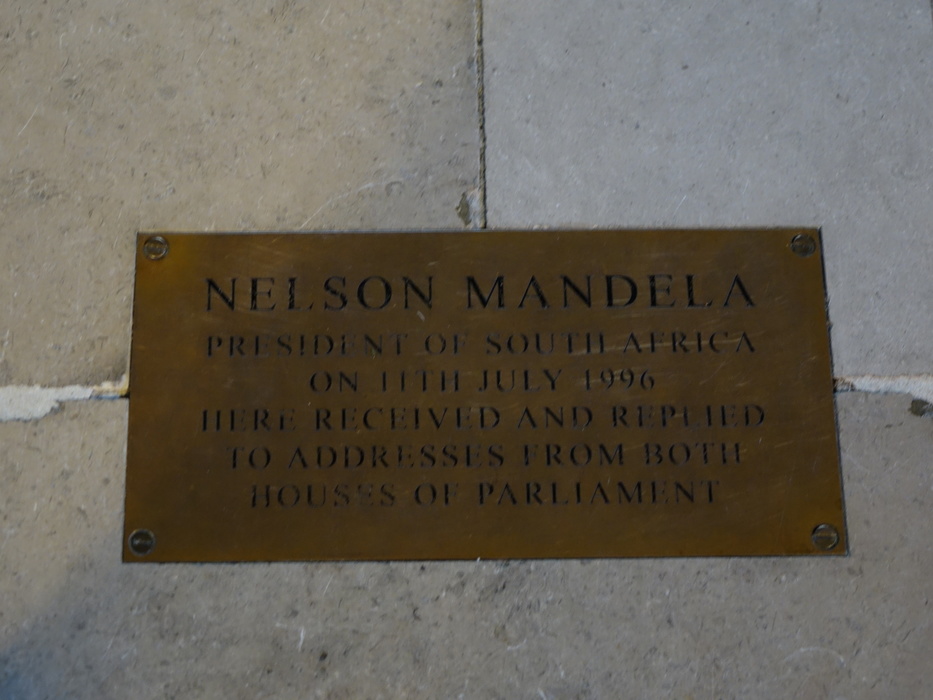 NELSON MANDELA
PRESIDENT OF SOUTH AFRICA
ON 11TH JULY 1996
HERE RECEIVED AND REPLIED
TO ADDRESSES FROM BOTH
HOUSES OF PARLIAMENT